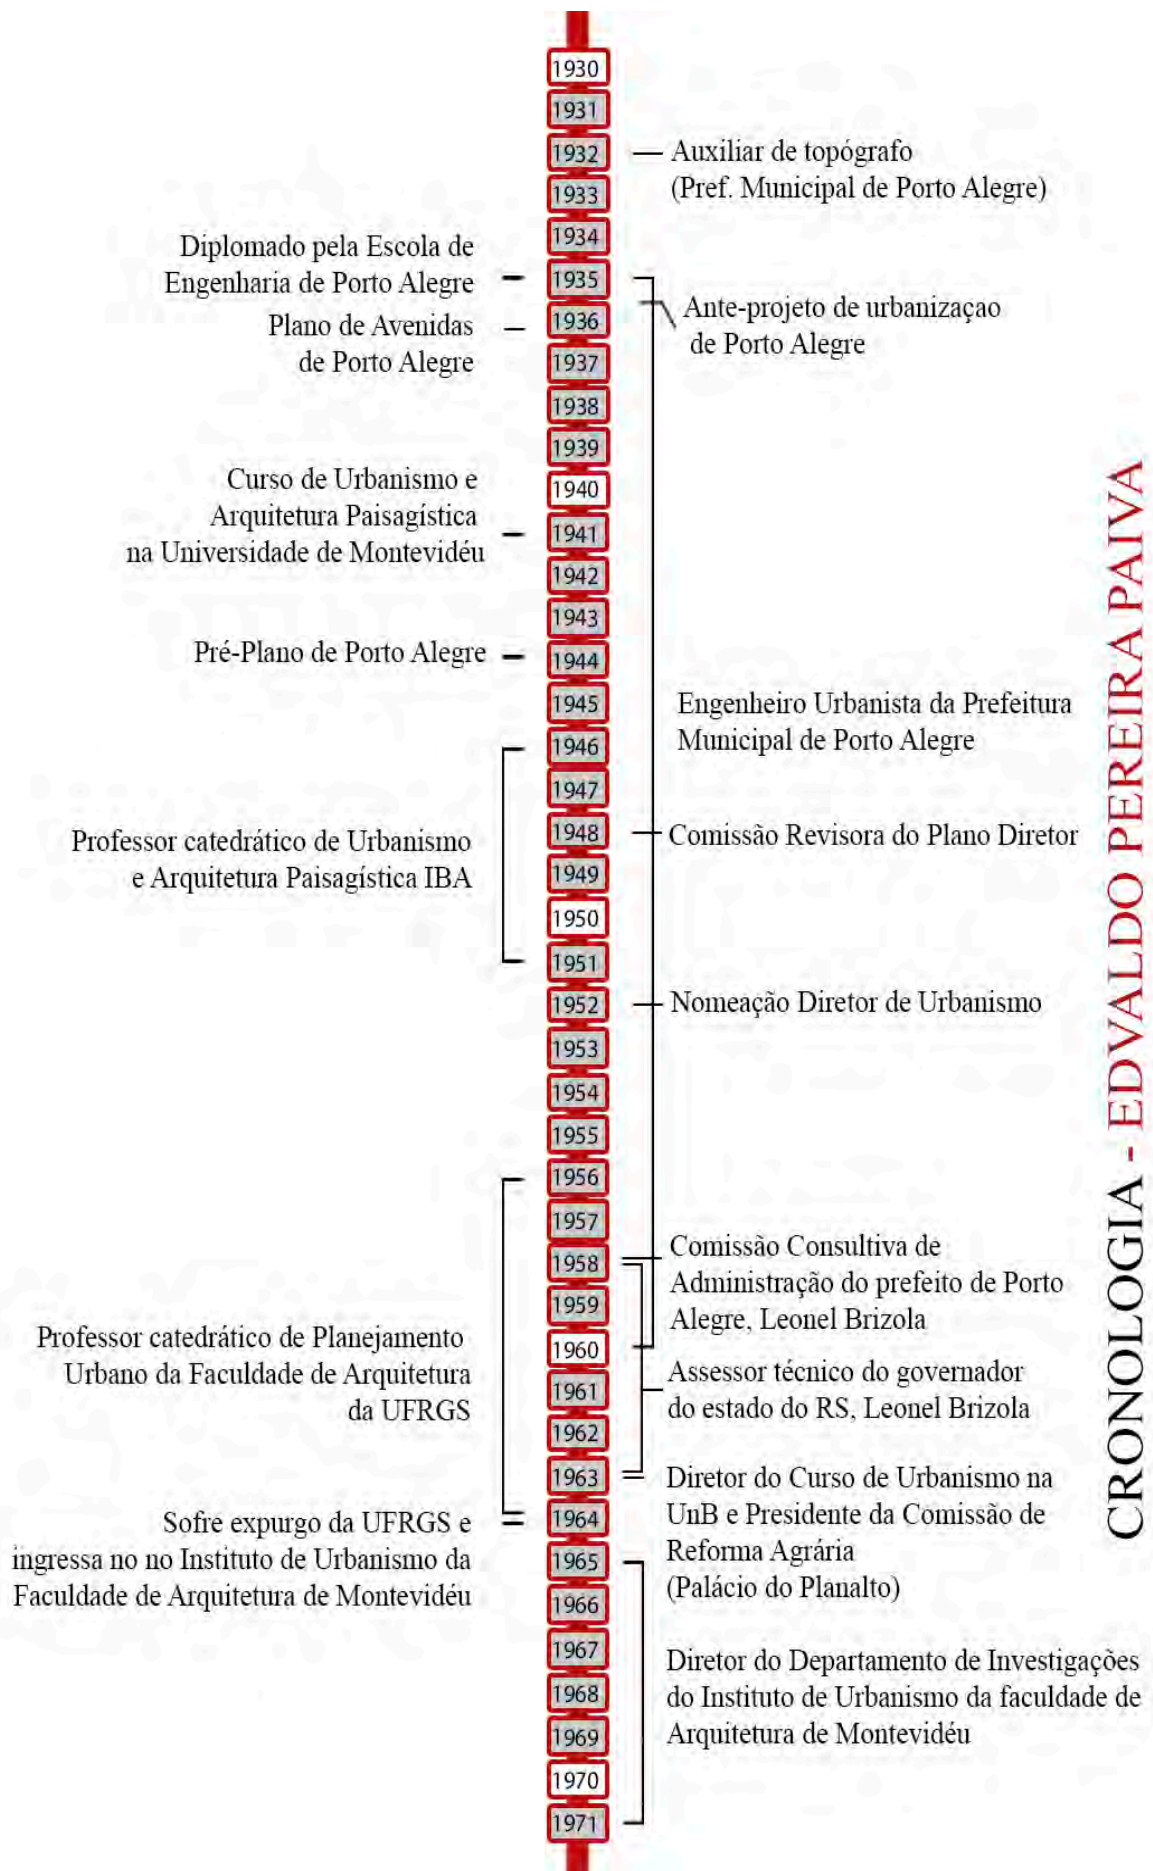 1930
1931
1932
Auxiliar de topógrafo
(Pref. Municipal de Porto Alegre)
1933
1934
Diplomado pela Escola de
Engenharia de Porto Alegre
1935
Ante-projeto de urbanizaçao
de Porto Alegre
Plano de Avenidas
de Porto Alegre
1936
1937
1938
1939
1940
Curso de Urbanismo e
Arquitetura Paisagística
na Universidade de Montevidéu
1941
1942
1943
Pré-Plano de Porto Alegre
1944
1945
Engenheiro Urbanista da Prefeitura
Municipal de Porto Alegre
1946
1947
1948
Comissão Revisora do Plano Diretor
Professor catedrático de Urbanismo
e Arquitetura Paisagística IBA
1949
1950
1951
1952
Nomeação Diretor de Urbanismo
1953
1954
1955
1956
1957
1958
Comissão Consultiva de
Administração do prefeito de Porto
Alegre, Leonel Brizola
1959
1960
Professor catedrático de Planejamento
Urbano da Faculdade de Arquitetura
da UFRGS
1961
Assessor técnico do governador
do estado do RS, Leonel Brizola
1962
1963
Diretor do Curso de Urbanismo na
UnB e Presidente da Comissão de
Reforma Agrária
(Palácio do Planalto)
1964
Sofre expurgo da UFRGS e
ingressa no no Instituto de Urbanismo da
Faculdade de Arquitetura de Montevidéu
1965
1966
1967
1968
Diretor do Departamento de Investigações
do Instituto de Urbanismo da faculdade de
Arquitetura de Montevidéu
1969
1970
1971
CRONOLOGIA - EDVALDO PEREIRA PAIVA